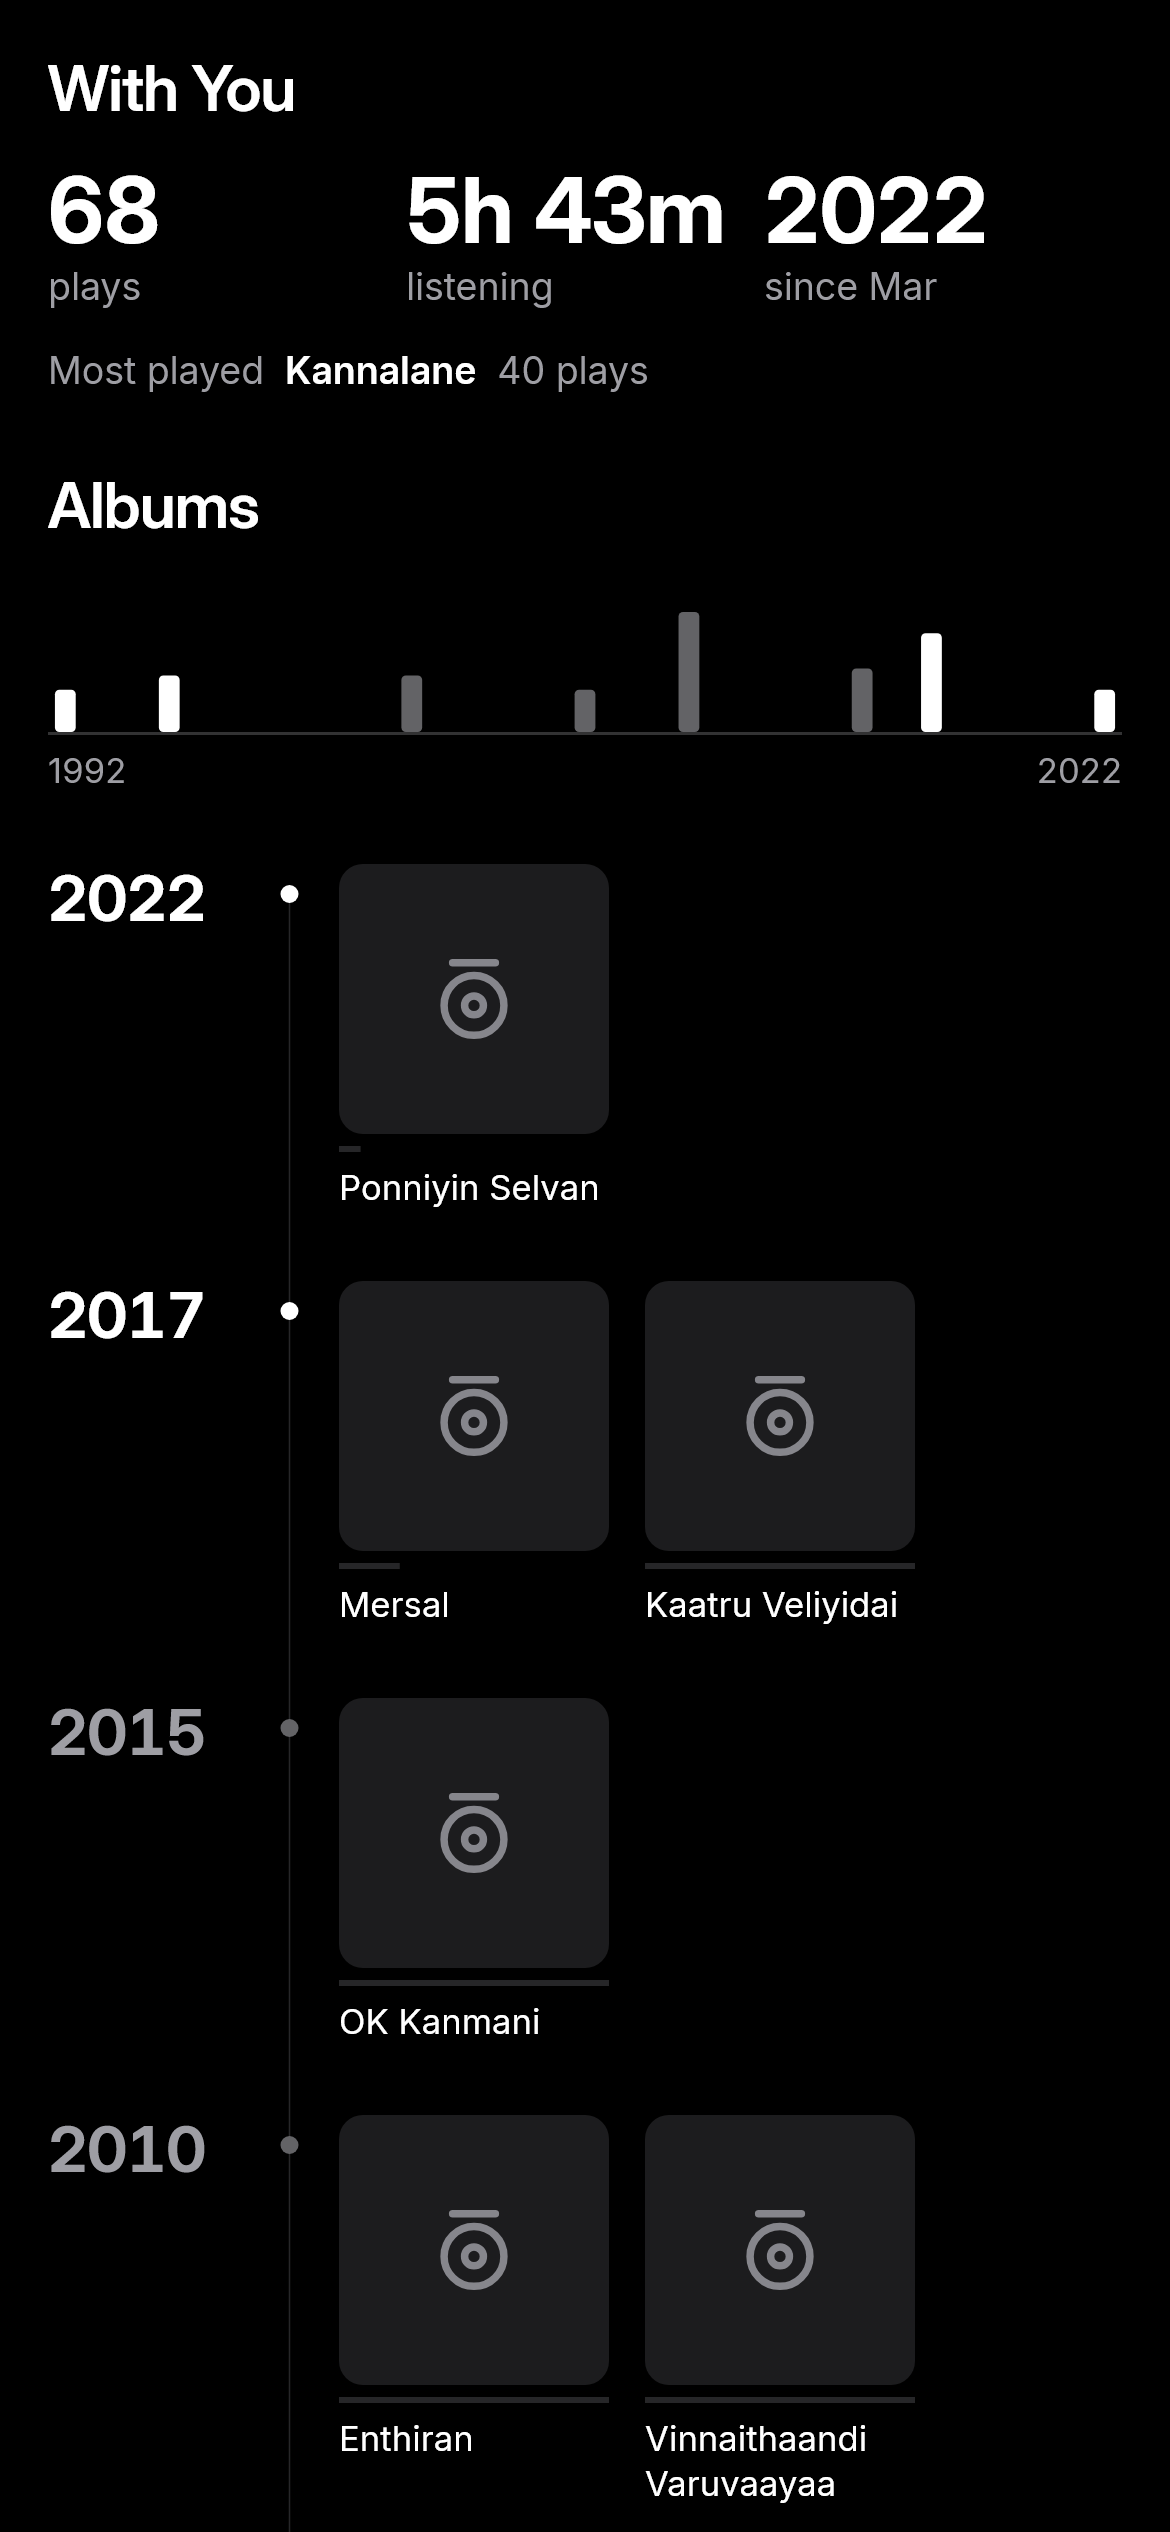 With You
68 5h 43m 2022
plays listening since Mar
Most played Kannalane 40 plays
Albums
1992 2022
2022
Ponniyin Selvan
2017
Mersal Kaatru Veliyidai
2015
OK Kanmani
2010
Enthiran Vinnaithaandi
Varuvaayaa